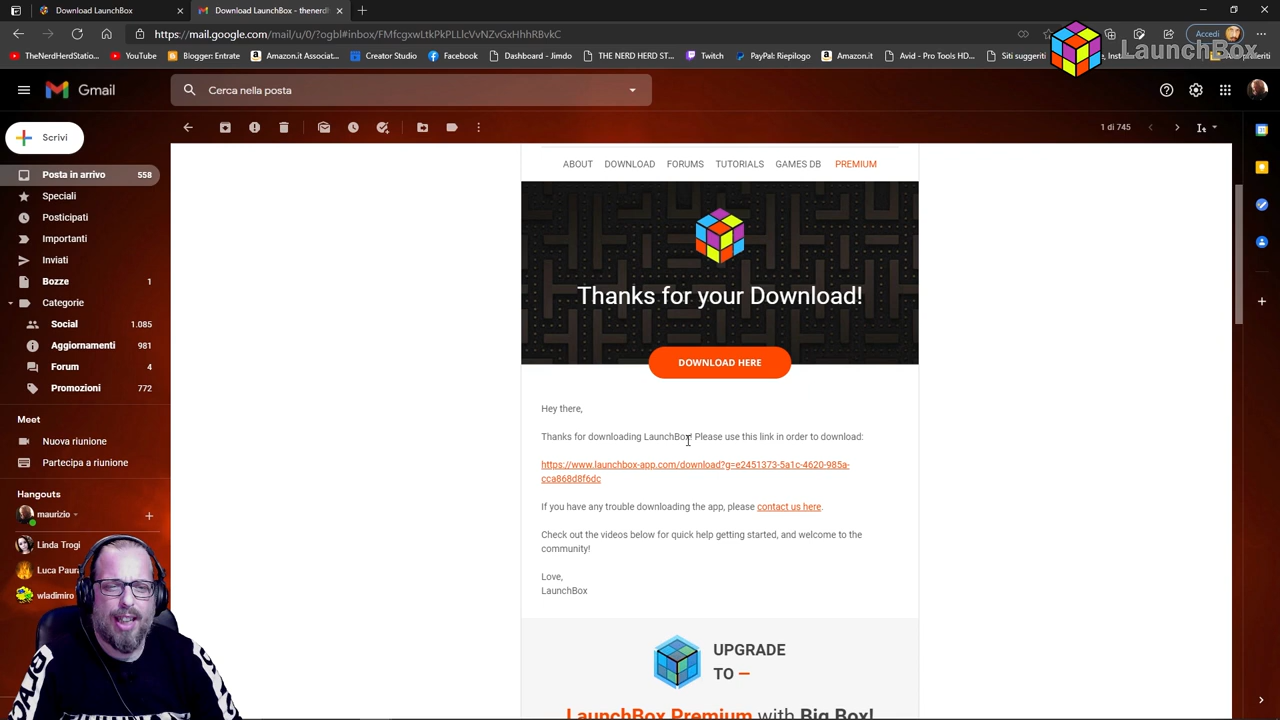 Download LaunchBox
Download LaunchBox - thenerd
https://mail.google.com/mail/u/0/?ogbl#inbox/FMfcgxwLtkPkPLlcVvNZvGxHhhRBvkC
Accedi
LaunchBox
TheNerdHerdStation...
YouTube
Blogger: Entrate
Amazon.it Associat...
Creator Studio
Facebook
Dashboard - Jimdo
THE NERD HERD ST...
Twitch
PayPal: Riepilogo
Amazon.it
Avid - Pro Tools HD...
Siti suggeriti
Gmail
Cerca nella posta
Scrivi
1 di 745
Posta in arrivo 558
Speciali
Posticipati
Importanti
Inviati
Bozze 1
Categorie
Social 1.085
Aggiornamenti 981
Forum 4
Promozioni 772
Meet
Nuova riunione
Partecipa a riunione
Hangouts
maurizio
Linda Trogi
Luca Paur
wladimiro
ABOUT DOWNLOAD FORUMS TUTORIALS GAMES DB PREMIUM
Thanks for your Download!
DOWNLOAD HERE
Hey there,
Thanks for downloading LaunchBox! Please use this link in order to download:
https://www.launchbox-app.com/download?g=e2451373-5a1c-4620-985a-
cca868d8f6dc
If you have any trouble downloading the app, please contact us here.
Check out the videos below for quick help getting started, and welcome to the
community!
Love,
LaunchBox
UPGRADE
TO —
LaunchBox Premium with Big Box!